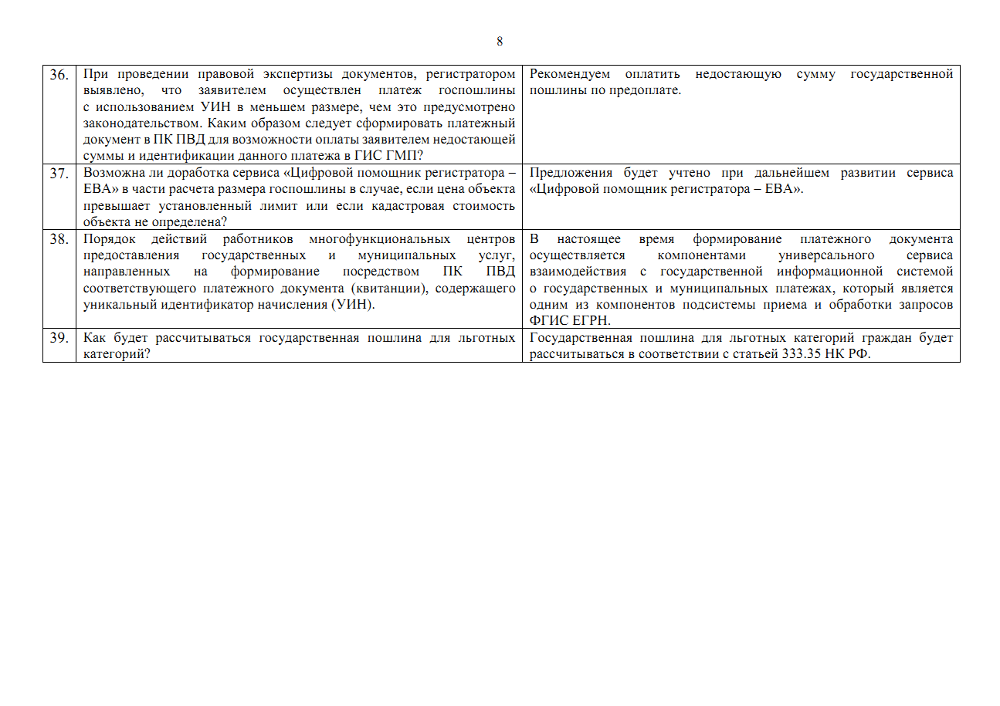 8
36.
При проведении правовой экспертизы документов, регистратором
выявлено, что заявителем осуществлен платеж госпошлины
с использованием УИН в меньшем размере, чем это предусмотрено
законодательством. Каким образом следует сформировать платежный
документ в ПК ПВД для возможности оплаты заявителем недостающей
суммы и идентификации данного платежа в ГИС ГМП?
Рекомендуем оплатить недостающую сумму государственной
пошлины по предоплате.
37.
Возможна ли доработка сервиса «Цифровой помощник регистратора –
ЕВА» в части расчета размера госпошлины в случае, если цена объекта
превышает установленный лимит или если кадастровая стоимость
объекта не определена?
Предложения будет учтено при дальнейшем развитии сервиса
«Цифровой помощник регистратора – ЕВА».
38.
Порядок действий работников многофункциональных центров
предоставления государственных и муниципальных услуг,
направленных на формирование посредством ПК ПВД
соответствующего платежного документа (квитанции), содержащего
уникальный идентификатор начисления (УИН).
В настоящее время формирование платежного документа
осуществляется компонентами универсального сервиса
взаимодействия с государственной информационной системой
о государственных и муниципальных платежах, который является
одним из компонентов подсистемы приема и обработки запросов
ФГИС ЕГРН.
39.
Как будет рассчитываться государственная пошлина для льготных
категорий?
Государственная пошлина для льготных категорий граждан будет
рассчитываться в соответствии с статьей 333.35 НК РФ.